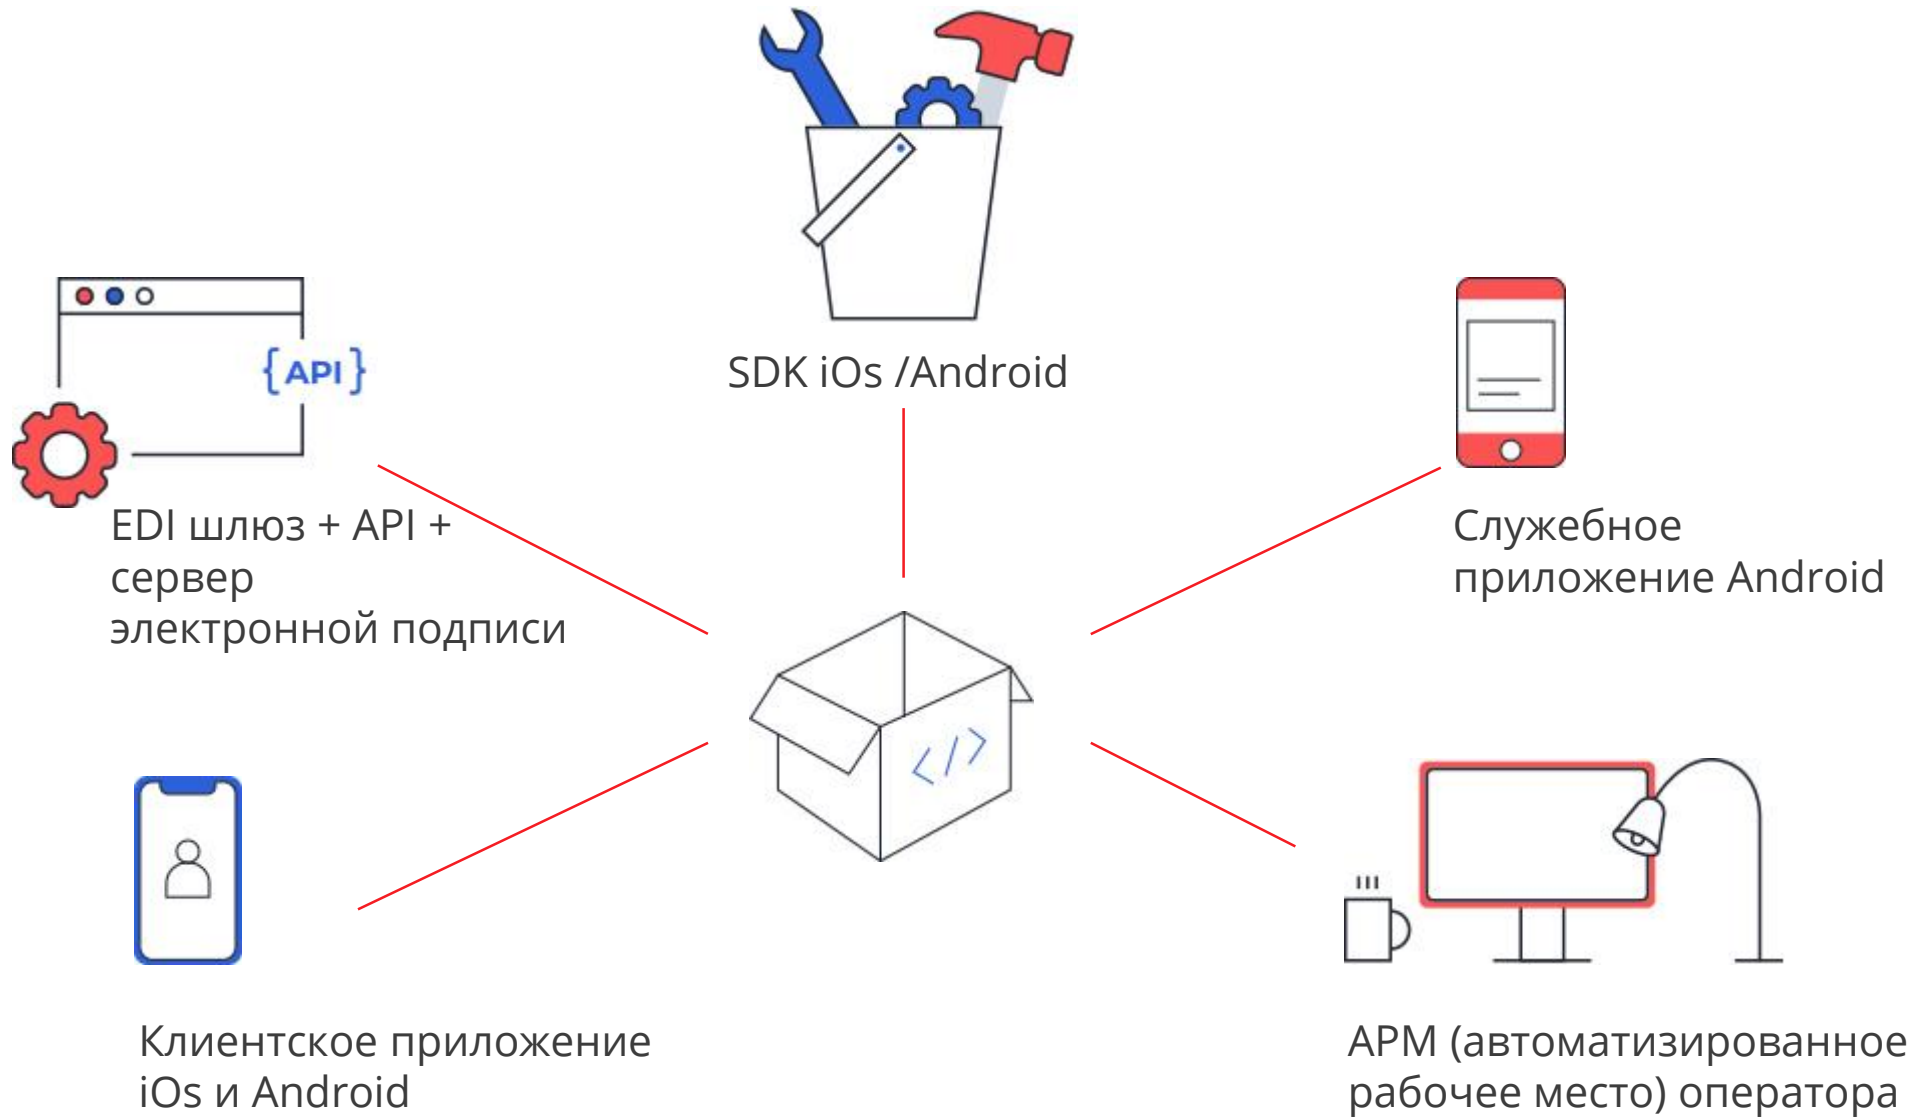 SDK iOs /Android
{API}
EDI шлюз + API +
сервер
электронной подписи
Служебное
приложение Android
</>
Клиентское приложение
iOs и Android
АРМ (автоматизированное
рабочее место) оператора